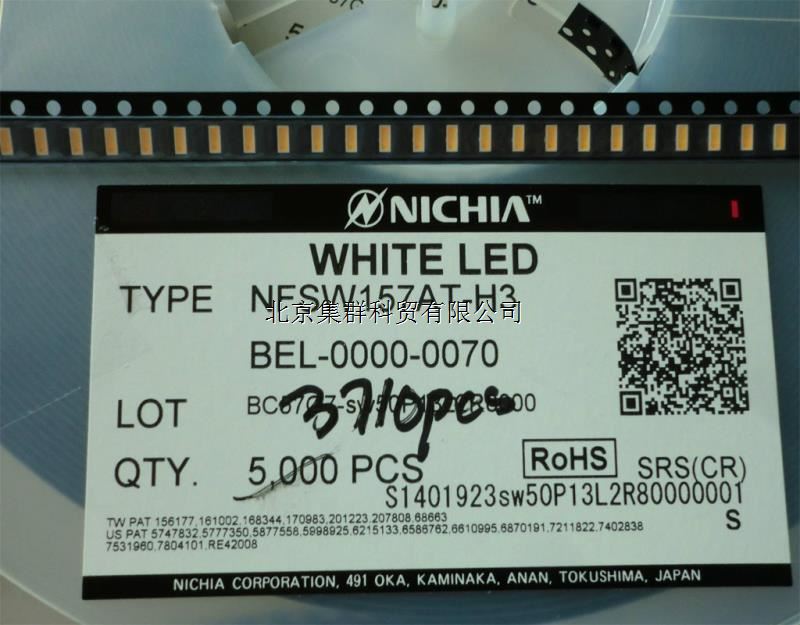 NICHIA™
WHITE LED
TYPE NFSW157AT-H3
北京集群科贸有限公司
BEL-0000-0070
LOT
3710pcs
QTY. 5,000 PCS
RoHS SRS(CR)
S1401923sw50P13L2R80000001
S
TW PAT 156177,161002,168344,170983,201223,207808,68663
US PAT 5747832,5777350,5877558,5998925,6215133,6586762,6610995,6870191,7211822,7402838
7531960,7804101,RE42008
NICHIA CORPORATION, 491 OKA, KAMINAKA, ANAN, TOKUSHIMA, JAPAN